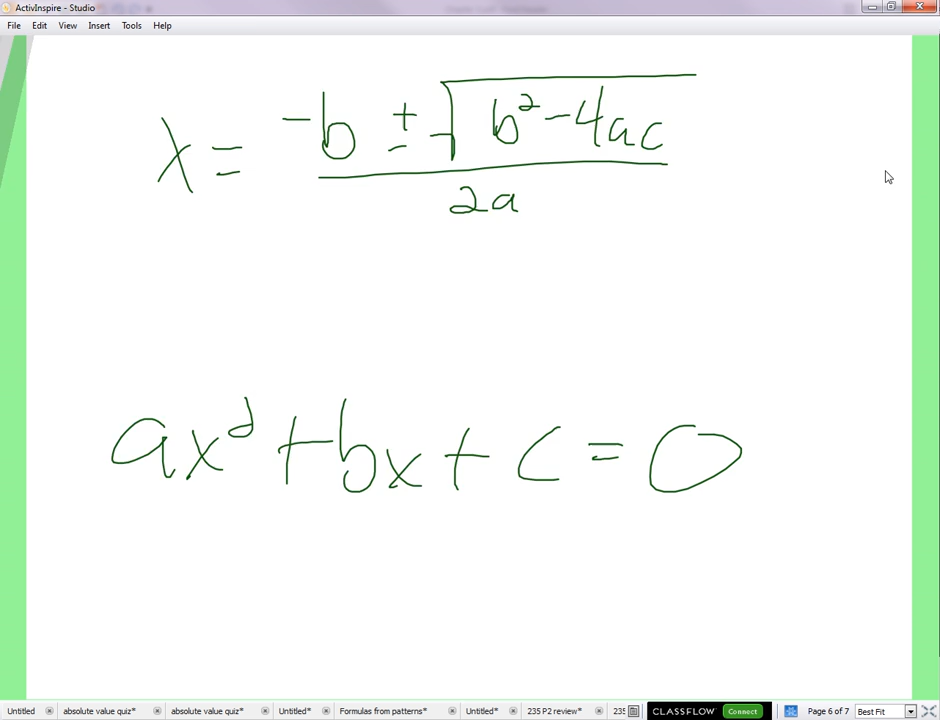 ActivInspire - Studio
File Edit View Insert Tools Help
x = -b ± √b² - 4ac
2a
ax² + bx + c = 0
Untitled absolute value quiz* absolute value quiz* Untitled* Formulas from patterns* Untitled* 235 P2 review* 235 CLASSFLOW Connect Page 6 of 7 Best Fit